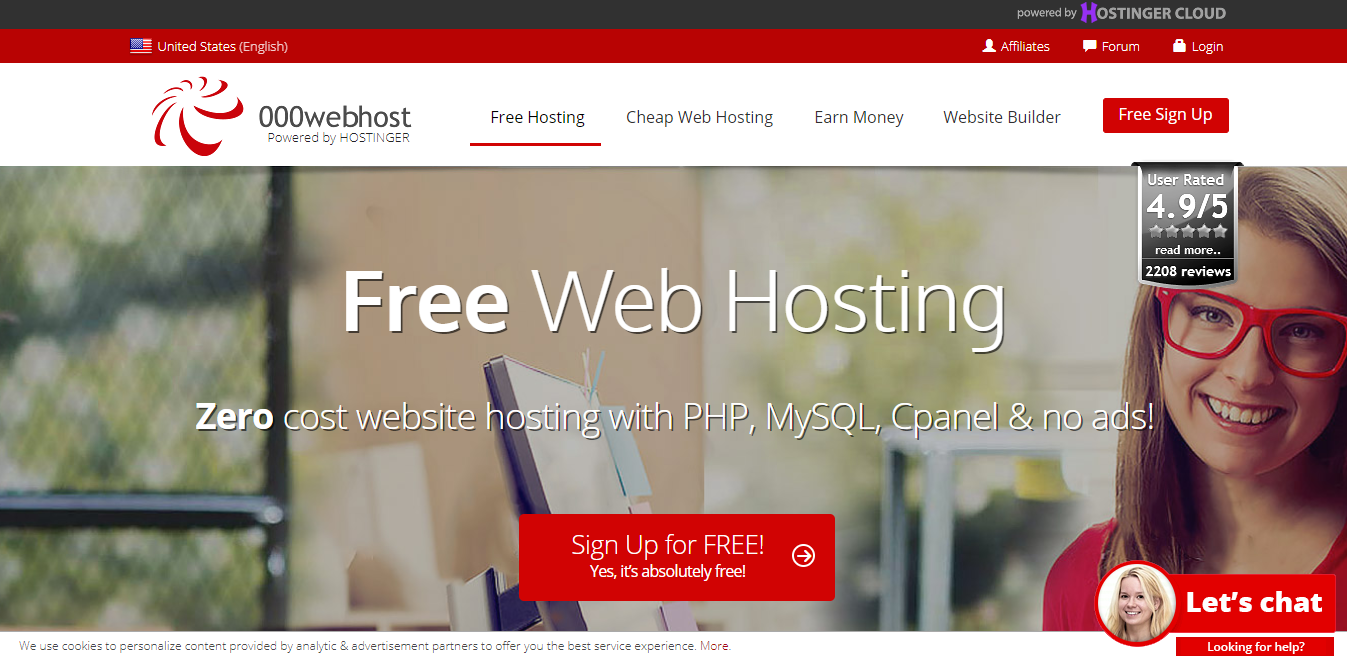 powered by HOSTINGER CLOUD
United States (English)
Affiliates
Forum
Login
000webhost
Powered by HOSTINGER
Free Hosting
Cheap Web Hosting
Earn Money
Website Builder
Free Sign Up
User Rated
4.9/5
read more..
2208 reviews
Free Web Hosting
Zero cost website hosting with PHP, MySQL, Cpanel & no ads!
Sign Up for FREE!
Yes, it's absolutely free!
Let's chat
Looking for help?
We use cookies to personalize content provided by analytic & advertisement partners to offer you the best service experience. More.